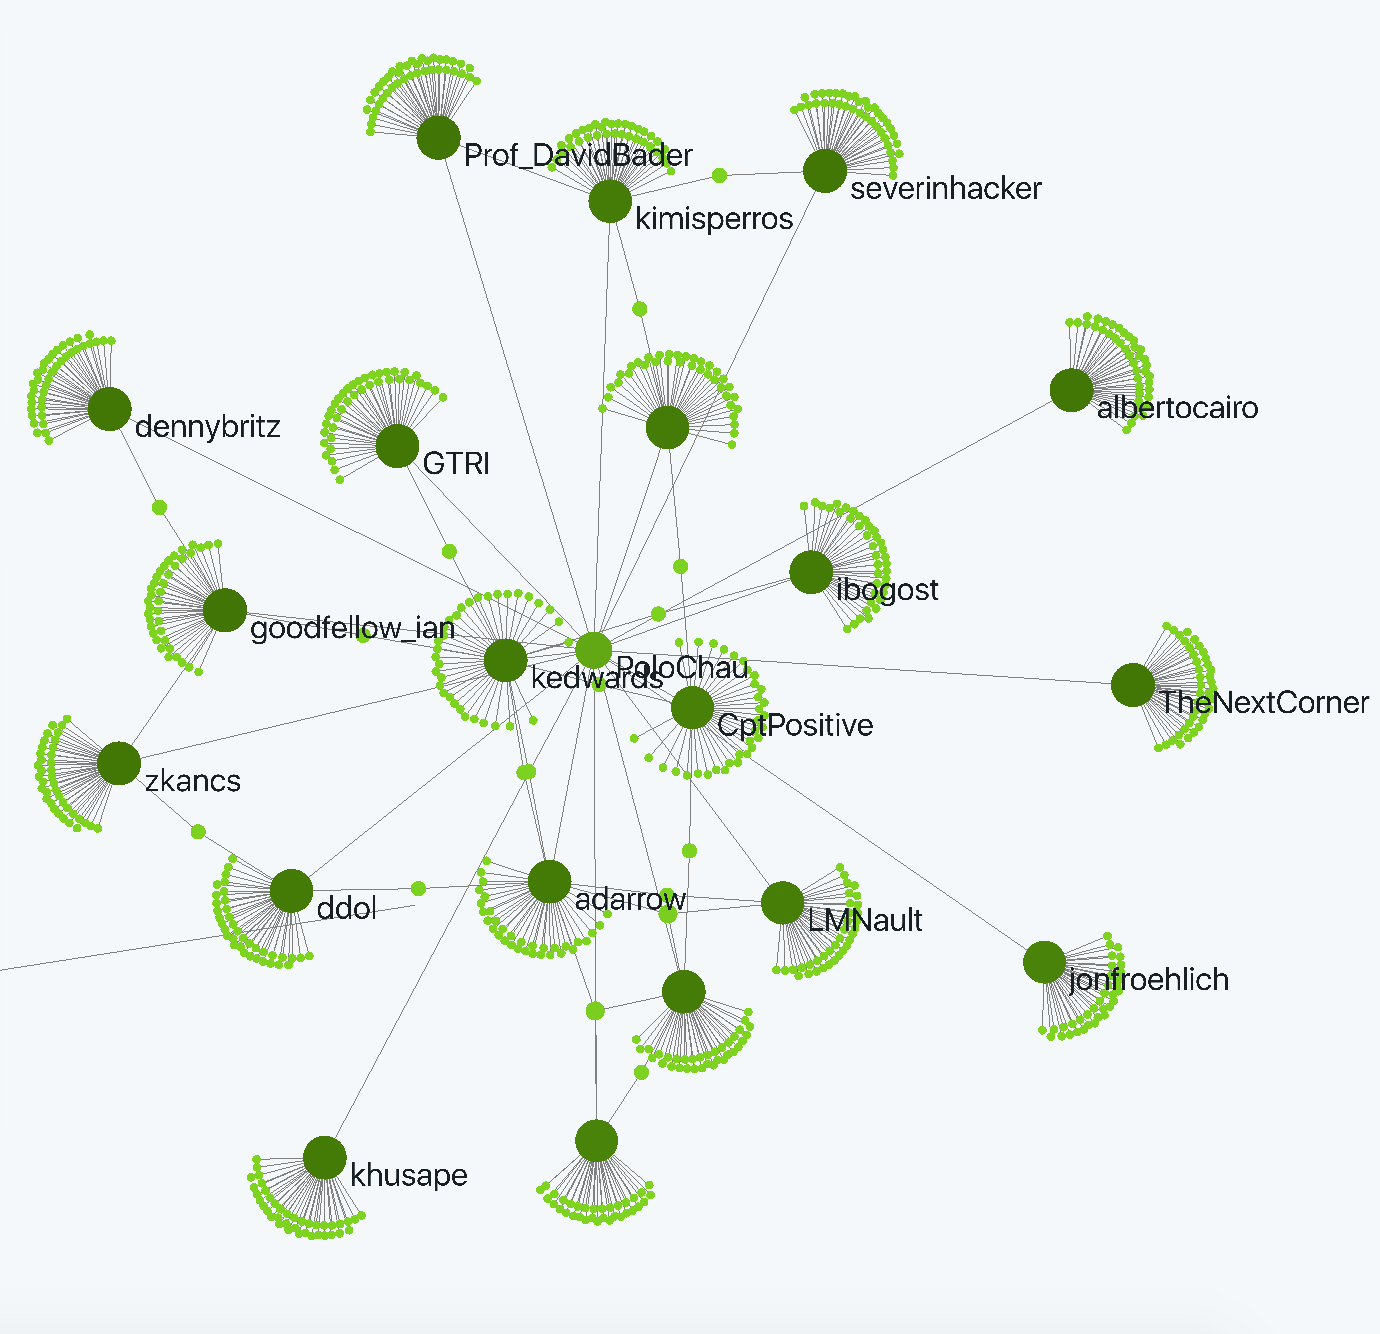 Prof_DavidBader
severinhacker
kimisperros
albertocairo
dennybritz
GTRI
ibogost
goodfellow_ian
PoloChau
kedwards
TheNextCorner
CptPositive
zkancs
adarrow
ddol
LMNault
jonfroehlich
khusape